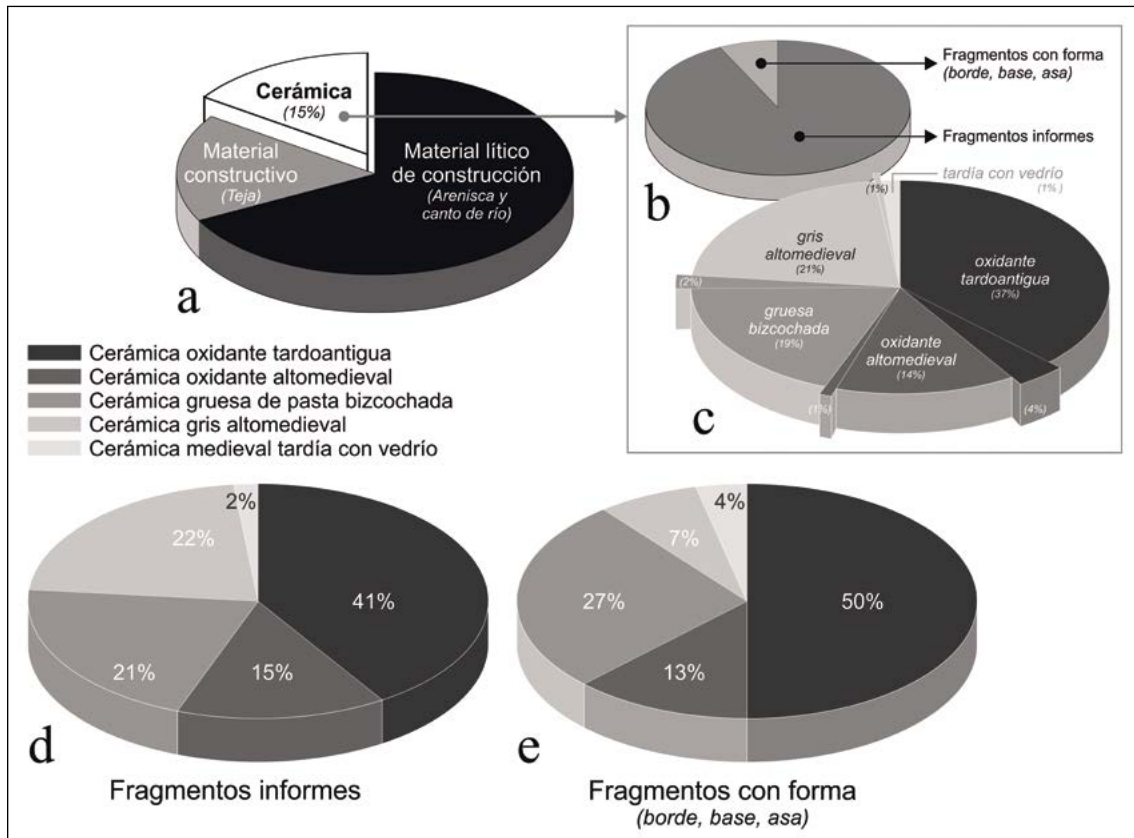 Cerámica
(15%)
Material
constructivo
(Teja)
Material lítico
de construcción
(Arenisca y
canto de río)
a
Fragmentos con forma
(borde, base, asa)
Fragmentos informes
b
tardía con vedrío
(1% )
(1%)
gris
altomedieval
(21%)
oxidante
tardoantigua
(37%)
(2%)
gruesa
bizcochada
(19%)
oxidante
altomedieval
(14%)
(1%)
(4%)
c
Cerámica oxidante tardoantigua
Cerámica oxidante altomedieval
Cerámica gruesa de pasta bizcochada
Cerámica gris altomedieval
Cerámica medieval tardía con vedrío
2%
22%
41%
21%
15%
d
Fragmentos informes
4%
7%
27%
50%
13%
e
Fragmentos con forma
(borde, base, asa)